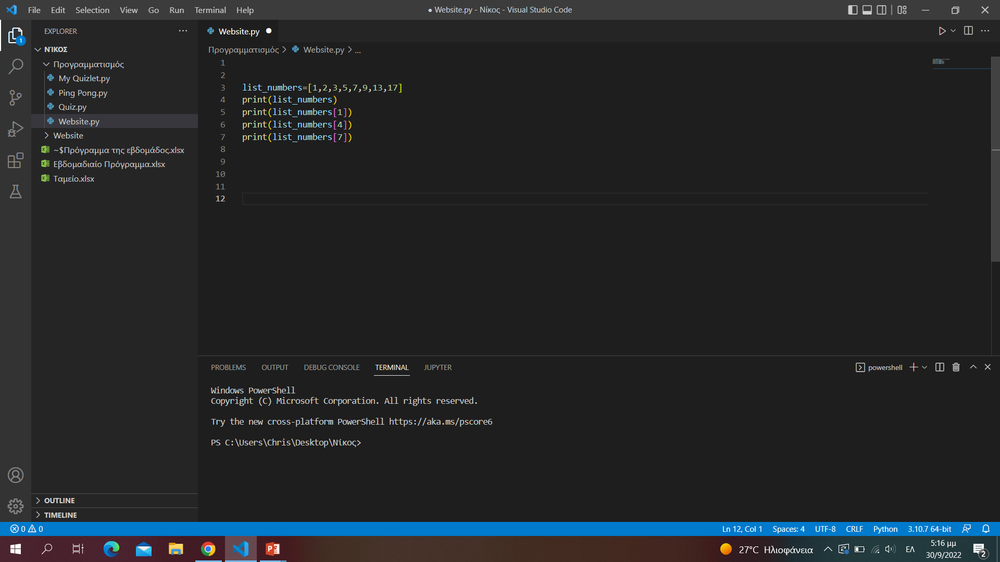 File Edit Selection View Go Run Terminal Help
● Website.py - Νίκος - Visual Studio Code
EXPLORER
1
ΝΊΚΟΣ
Προγραμματισμός
My Quizlet.py
Ping Pong.py
Quiz.py
Website.py
Website
~$Πρόγραμμα της εβδομάδος.xlsx
Εβδομαδιαίο Πρόγραμμα.xlsx
Ταμείο.xlsx
OUTLINE
TIMELINE
Website.py
Προγραμματισμός > Website.py > ...
1
2
3 list_numbers=[1,2,3,5,7,9,13,17]
4 print(list_numbers)
5 print(list_numbers[1])
6 print(list_numbers[4])
7 print(list_numbers[7])
8
9
10
11
12
PROBLEMS OUTPUT DEBUG CONSOLE TERMINAL JUPYTER
powershell
Windows PowerShell
Copyright (C) Microsoft Corporation. All rights reserved.
Try the new cross-platform PowerShell https://aka.ms/pscore6
PS C:\Users\Chris\Desktop\Νίκος>
0 0
Ln 12, Col 1 Spaces: 4 UTF-8 CRLF Python 3.10.7 64-bit
27°C Ηλιοφάνεια
ΕΛ
5:16 μμ
30/9/2022
2